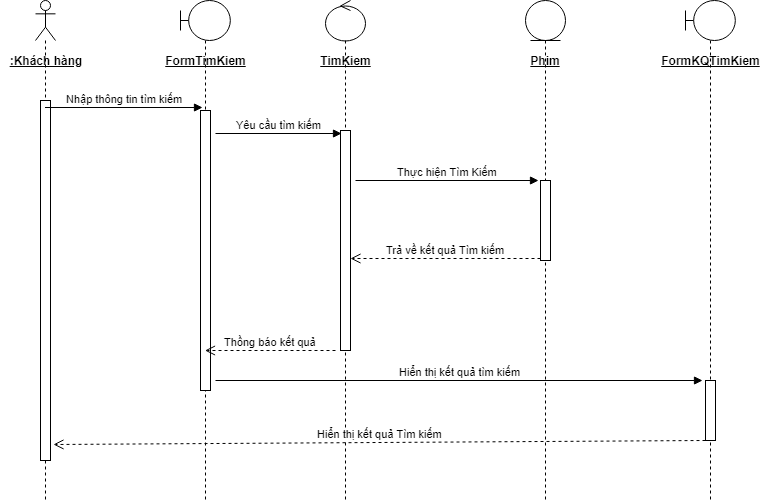 :Khách hàng
FormTimKiem
TimKiem
Phim
FormKQTimKiem
Nhập thông tin tìm kiếm
Yêu cầu tìm kiếm
Thực hiện Tìm Kiếm
Trả về kết quả Tìm kiếm
Thồng báo kết quả
Hiển thị kết quả tìm kiếm
Hiển thị kết quả Tìm kiếm